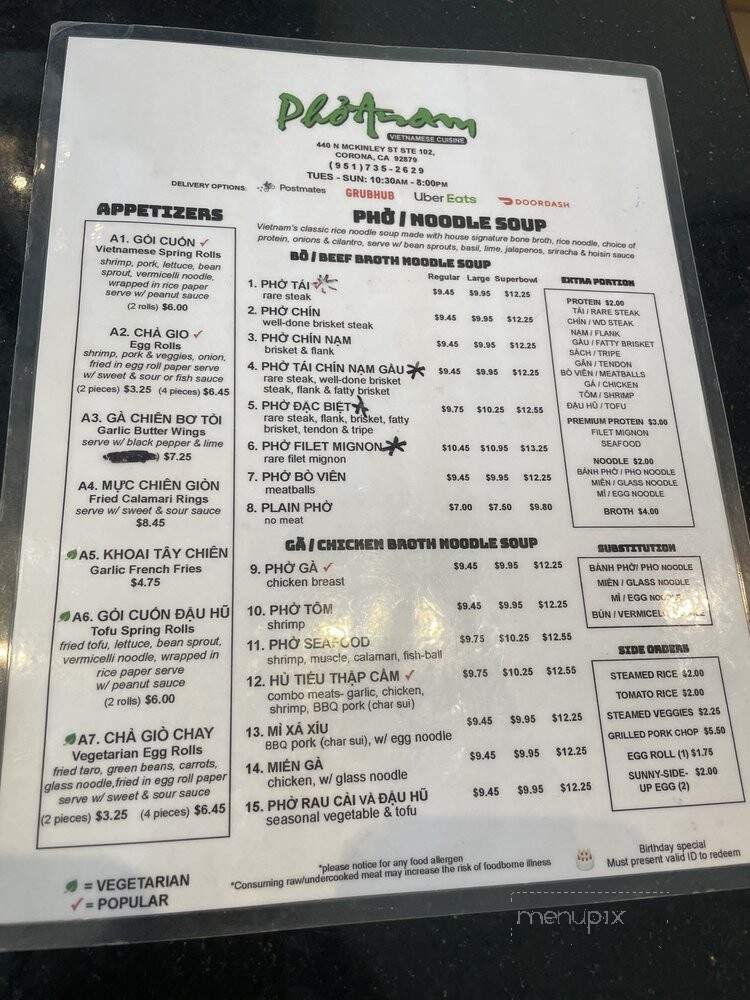 PhởArom
VIETNAMESE CUISINE
440 N MCKINLEY ST STE 102,
CORONA, CA 92879
(951)735-2629
TUES - SUN: 10:30AM - 8:00PM
DELIVERY OPTIONS: Postmates GRUBHUB Uber Eats DOORDASH
APPETIZERS
A1. GỎI CUỐN ✓
Vietnamese Spring Rolls
shrimp, pork, lettuce, bean
sprout, vermicelli noodle,
wrapped in rice paper
serve w/ peanut sauce
(2 rolls) $6.00
A2. CHẢ GIO ✓
Egg Rolls
shrimp, pork & veggies, onion,
fried in egg roll paper serve
w/ sweet & sour or fish sauce
(2 pieces) $3.25 (4 pieces) $6.45
A3. GÀ CHIÊN BƠ TỎI
Garlic Butter Wings
serve w/ black pepper & lime
$7.25
A4. MỰC CHIÊN GIÒN
Fried Calamari Rings
serve w/ sweet & sour sauce
$8.45
A5. KHOAI TÂY CHIÊN
Garlic French Fries
$4.75
A6. GỎI CUỐN ĐẬU HŨ
Tofu Spring Rolls
fried tofu, lettuce, bean sprout,
vermicelli noodle, wrapped in
rice paper serve
w/ peanut sauce
(2 rolls) $6.00
A7. CHẢ GIÒ CHAY
Vegetarian Egg Rolls
fried taro, green beans, carrots,
glass noodle,fried in egg roll paper
serve w/ sweet & sour sauce
(2 pieces) $3.25 (4 pieces) $6.45
= VEGETARIAN
✓= POPULAR
PHỞ / NOODLE SOUP
Vietnam's classic rice noodle soup made with house signature bone broth, rice noodle, choice of
protein, onions & cilantro, serve w/ bean sprouts, basil, lime, jalapenos, sriracha & hoisin sauce
BÒ / BEEF BROTH NOODLE SOUP
Regular Large Superbowl
1. PHỞ TÁI ✓ $9.45 $9.95 $12.25
rare steak
2. PHỞ CHÍN $9.45 $9.95 $12.25
well-done brisket steak
3. PHỞ CHÍN NẠM $9.45 $9.95 $12.25
brisket & flank
4. PHỞ TÁI CHÍN NẠM GÀU $9.45 $9.95 $12.25
rare steak, well-done brisket
steak, flank & fatty brisket
5. PHỞ ĐẶC BIỆT $9.75 $10.25 $12.55
rare steak, flank, brisket, fatty
brisket, tendon & tripe
6. PHỞ FILET MIGNON $10.45 $10.95 $13.25
rare filet mignon
7. PHỞ BÒ VIÊN $9.45 $9.95 $12.25
meatballs
8. PLAIN PHỞ $7.00 $7.50 $9.80
no meat
GÀ / CHICKEN BROTH NOODLE SOUP
9. PHỞ GÀ ✓ $9.45 $9.95 $12.25
chicken breast
10. PHỞ TÔM $9.45 $9.95 $12.25
shrimp
11. PHỞ SEAFOOD $9.75 $10.25 $12.55
shrimp, muscle, calamari, fish-ball
12. HỦ TIẾU THẬP CẨM ✓ $9.75 $10.25 $12.55
combo meats- garlic, chicken,
shrimp, BBQ pork (char sui)
13. MÌ XÁ XÍU $9.45 $9.95 $12.25
BBQ pork (char sui), w/ egg noodle
14. MIẾN GÀ $9.45 $9.95 $12.25
chicken, w/ glass noodle
15. PHỞ RAU CẢI VÀ ĐẬU HŨ $9.45 $9.95 $12.25
seasonal vegetable & tofu
EXTRA PORTION
PROTEIN $2.00
TÁI / RARE STEAK
CHÍN / WD STEAK
NẠM / FLANK
GÀU / FATTY BRISKET
SÁCH / TRIPE
GÂN / TENDON
BÒ VIÊN / MEATBALLS
GÀ / CHICKEN
TÔM / SHRIMP
ĐẬU HŨ / TOFU
PREMIUM PROTEIN $3.00
FILET MIGNON
SEAFOOD
NOODLE $2.00
BÁNH PHỞ/ PHO NOODLE
MIẾN / GLASS NOODLE
MÌ / EGG NOODLE
BROTH $4.00
SUBSTITUTION
BÁNH PHỞ/ PHO NOODLE
MIẾN / GLASS NOODLE
MÌ / EGG NOODLE
BÚN / VERMICELLI NOODLE
SIDE ORDERS
STEAMED RICE $2.00
TOMATO RICE $2.00
STEAMED VEGGIES $2.25
GRILLED PORK CHOP $5.50
EGG ROLL (1) $1.75
SUNNY-SIDE- $2.00
UP EGG (2)
*please notice for any food allergen
*Consuming raw/undercooked meat may increase the risk of foodborne illness
Birthday special
Must present valid ID to redeem
menupix